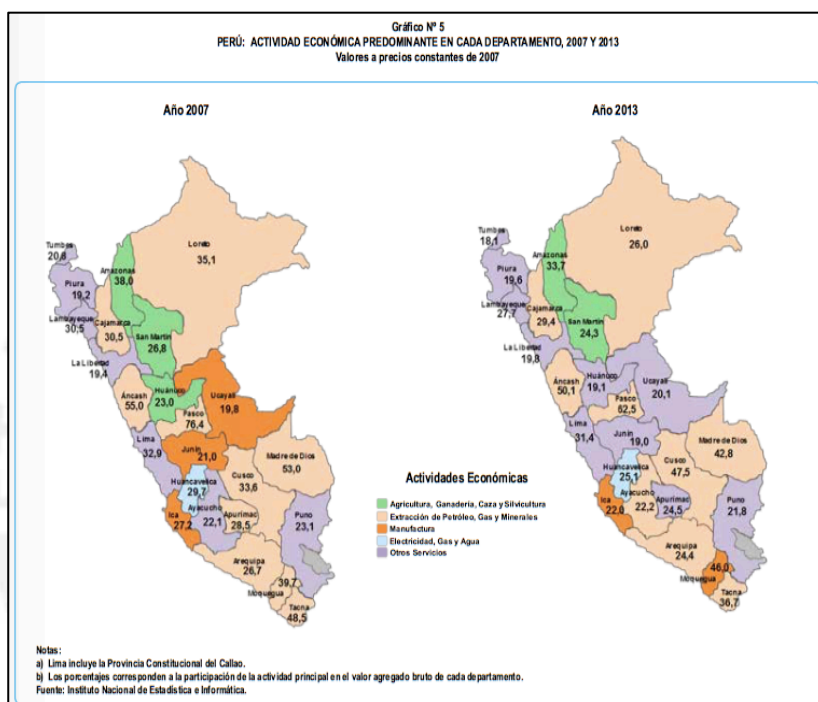 Gráfico Nº 5
PERÚ: ACTIVIDAD ECONÓMICA PREDOMINANTE EN CADA DEPARTAMENTO, 2007 Y 2013
Valores a precios constantes de 2007
Año 2007
Tumbes
20,6
Piura
19,2
Lambayeque
30,5
La Libertad
19,4
Amazonas
38,0
Cajamarca
30,5
San Martín
26,8
Loreto
35,1
Áncash
55,0
Huánuco
23,0
Ucayali
19,8
Pasco
76,4
Lima
32,9
Junín
21,0
Madre de Dios
53,0
Huancavelica
29,7
Cusco
33,6
Ica
27,2
Ayacucho
22,1
Apurímac
28,5
Puno
23,1
Arequipa
26,7
39,7
Moquegua
Tacna
48,5
Año 2013
Tumbes
18,1
Piura
19,6
Lambayeque
27,7
La Libertad
19,8
Amazonas
33,7
Cajamarca
29,4
San Martín
24,3
Loreto
26,0
Áncash
50,1
Huánuco
19,1
Ucayali
20,1
Pasco
62,5
Lima
31,4
Junín
19,0
Madre de Dios
42,8
Huancavelica
25,1
Cusco
47,5
Ica
22,0
Ayacucho
22,2
Apurímac
24,5
Puno
21,8
Arequipa
24,4
46,0
Moquegua
Tacna
36,7
Actividades Económicas
Agricultura, Ganadería, Caza y Silvicultura
Extracción de Petróleo, Gas y Minerales
Manufactura
Electricidad, Gas y Agua
Otros Servicios
Notas:
a) Lima incluye la Provincia Constitucional del Callao.
b) Los porcentajes corresponden a la participación de la actividad principal en el valor agregado bruto de cada departamento.
Fuente: Instituto Nacional de Estadística e Informática.